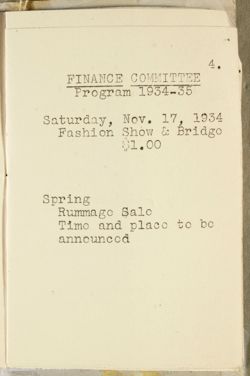 4.
FINANCE COMMITTEE
Program 1934-35
Saturday, Nov. 17, 1934
Fashion Show & Bridge
$1.00
Spring
Rummage Sale
Time and place to be
announced